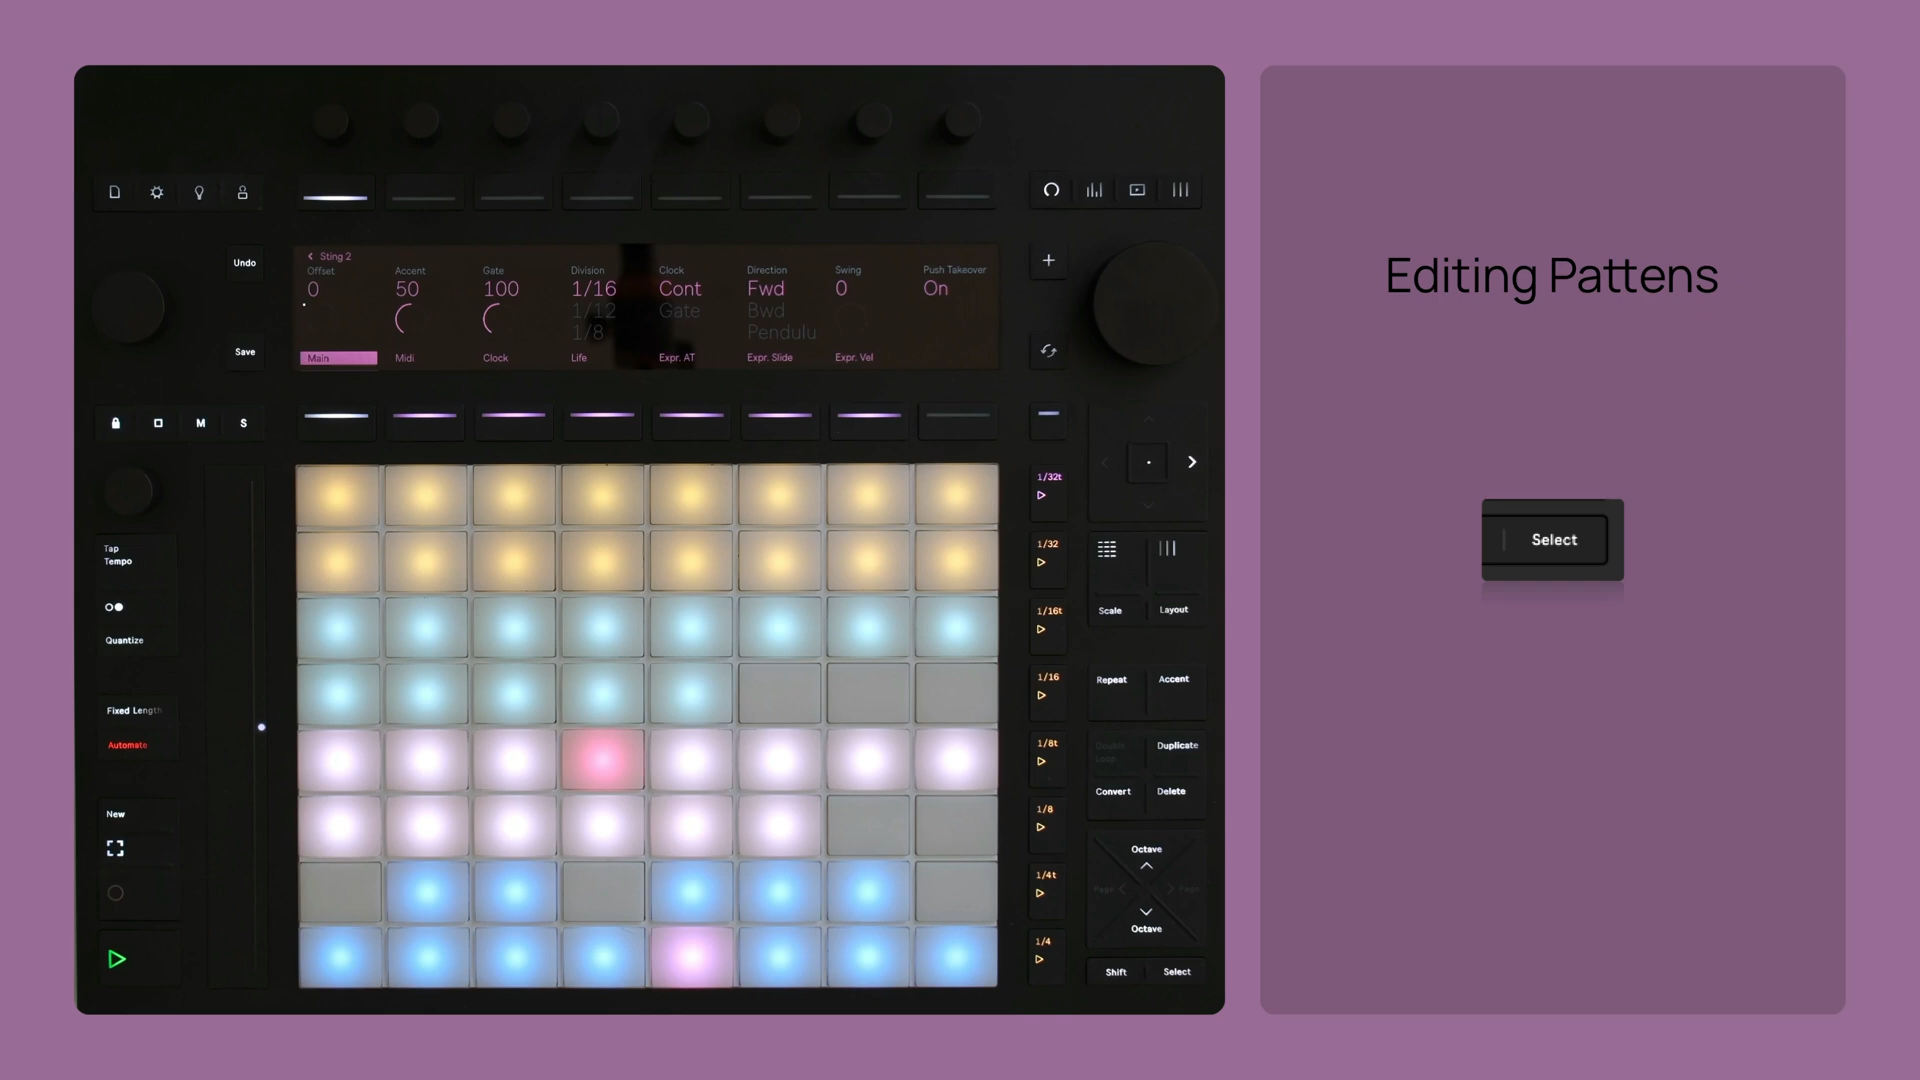 Editing Pattens
Select
Undo
Save
Sting 2
Offset Accent Gate Division Clock Direction Swing Push Takeover
0 50 100 1/16 Cont Fwd 0 On
1/12 Gate Bwd
1/8 Pendulu
Main Midi Clock Life Expr. AT Expr. Slide Expr. Vel
M S
Tap
Tempo
Quantize
Fixed Length
Automate
New
1/32t
1/32
1/16t
1/16
1/8t
1/8
1/4t
1/4
Scale Layout
Repeat Accent
Double
Loop
Duplicate
Convert Delete
Octave
Page Page
Octave
Shift Select